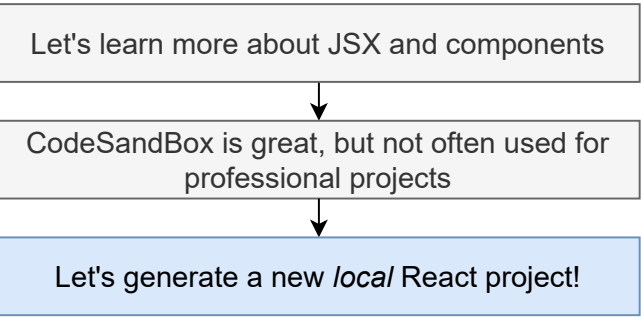 Let's learn more about JSX and components
CodeSandBox is great, but not often used for
professional projects
Let's generate a new local React project!